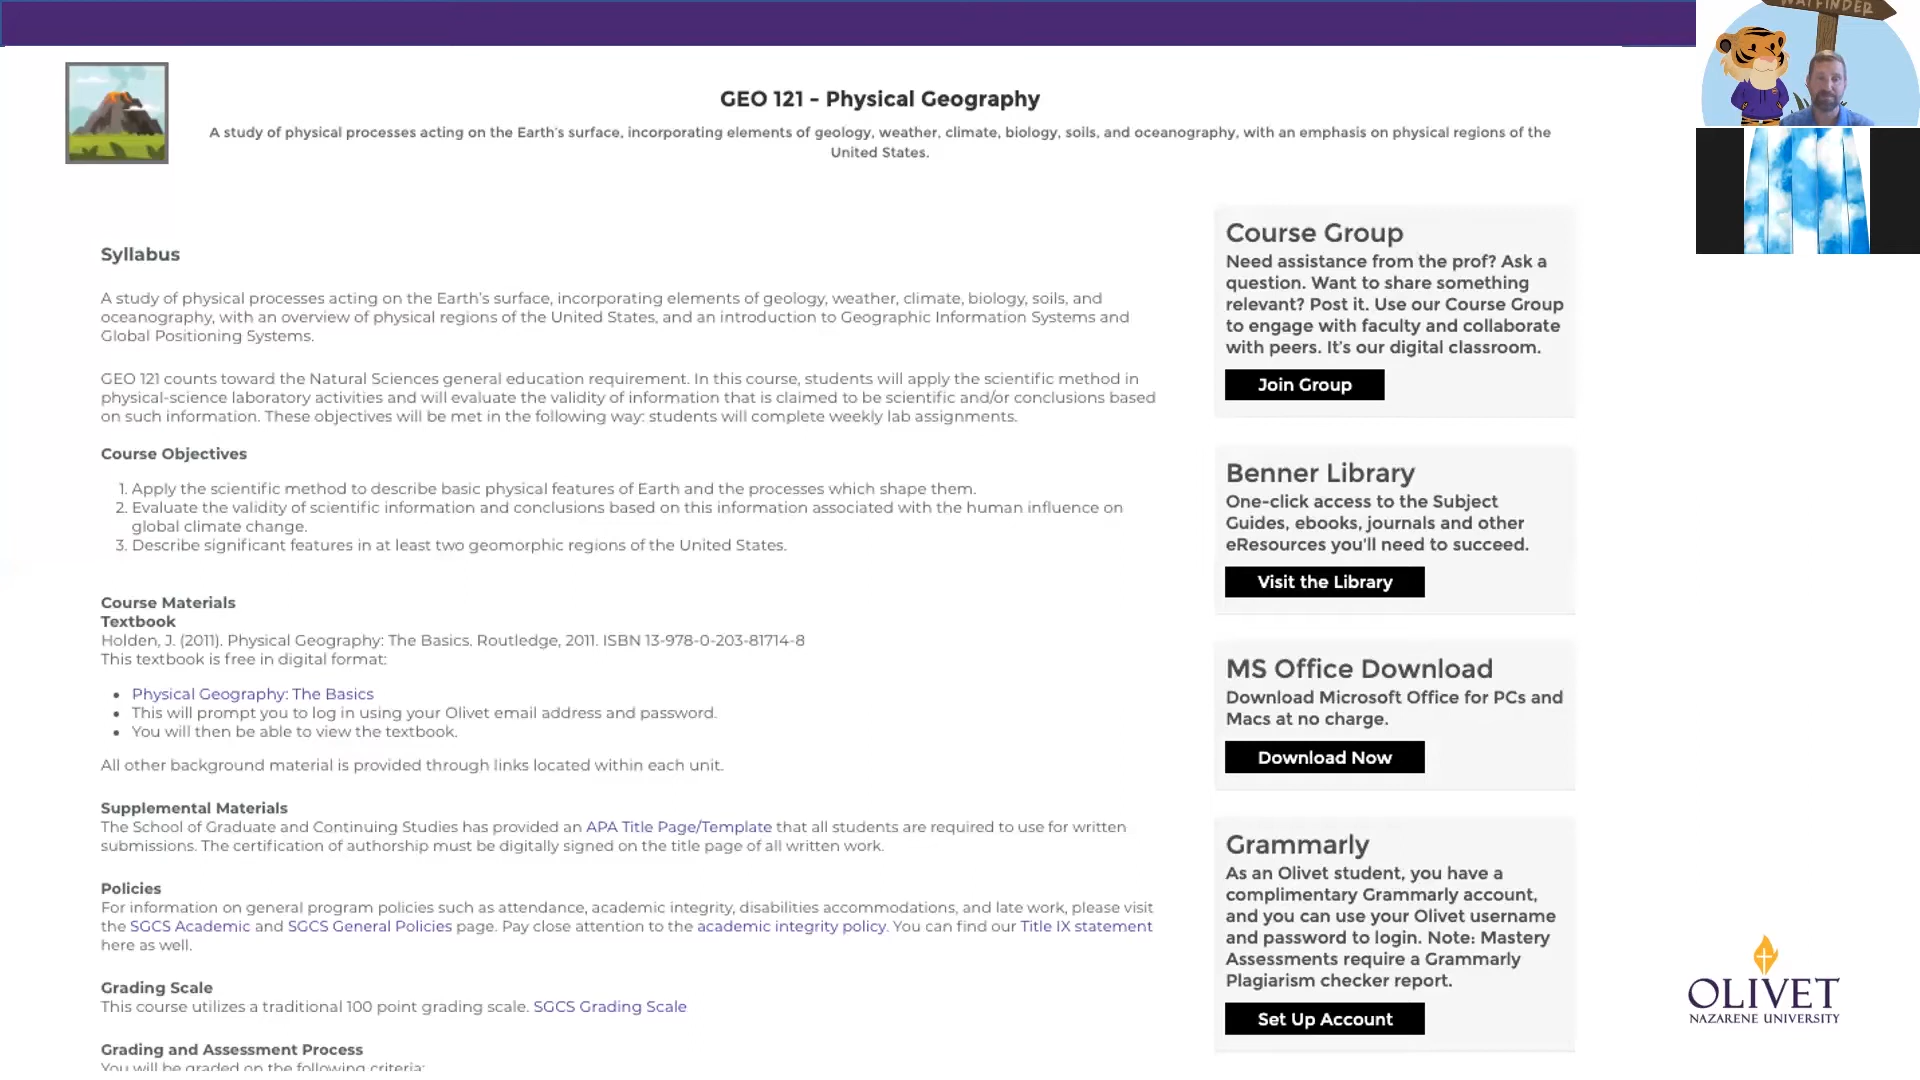 WAYFINDER
GEO 121 - Physical Geography
A study of physical processes acting on the Earth's surface, incorporating elements of geology, weather, climate, biology, soils, and oceanography, with an emphasis on physical regions of the
United States.
Syllabus
A study of physical processes acting on the Earth's surface, incorporating elements of geology, weather, climate, biology, soils, and
oceanography, with an overview of physical regions of the United States, and an introduction to Geographic Information Systems and
Global Positioning Systems.
GEO 121 counts toward the Natural Sciences general education requirement. In this course, students will apply the scientific method in
physical-science laboratory activities and will evaluate the validity of information that is claimed to be scientific and/or conclusions based
on such information. These objectives will be met in the following way: students will complete weekly lab assignments.
Course Objectives
1. Apply the scientific method to describe basic physical features of Earth and the processes which shape them.
2. Evaluate the validity of scientific information and conclusions based on this information associated with the human influence on
global climate change.
3. Describe significant features in at least two geomorphic regions of the United States.
Course Materials
Textbook
Holden, J. (2011). Physical Geography: The Basics. Routledge, 2011. ISBN 13-978-0-203-81714-8
This textbook is free in digital format:
• Physical Geography: The Basics
• This will prompt you to log in using your Olivet email address and password.
• You will then be able to view the textbook.
All other background material is provided through links located within each unit.
Supplemental Materials
The School of Graduate and Continuing Studies has provided an APA Title Page/Template that all students are required to use for written
submissions. The certification of authorship must be digitally signed on the title page of all written work.
Policies
For information on general program policies such as attendance, academic integrity, disabilities accommodations, and late work, please visit
the SGCS Academic and SGCS General Policies page. Pay close attention to the academic integrity policy. You can find our Title IX statement
here as well.
Grading Scale
This course utilizes a traditional 100 point grading scale. SGCS Grading Scale
Grading and Assessment Process
You will be graded on the following criteria:
Course Group
Need assistance from the prof? Ask a
question. Want to share something
relevant? Post it. Use our Course Group
to engage with faculty and collaborate
with peers. It's our digital classroom.
Join Group
Benner Library
One-click access to the Subject
Guides, ebooks, journals and other
eResources you'll need to succeed.
Visit the Library
MS Office Download
Download Microsoft Office for PCs and
Macs at no charge.
Download Now
Grammarly
As an Olivet student, you have a
complimentary Grammarly account,
and you can use your Olivet username
and password to login. Note: Mastery
Assessments require a Grammarly
Plagiarism checker report.
Set Up Account
OLIVET
NAZARENE UNIVERSITY